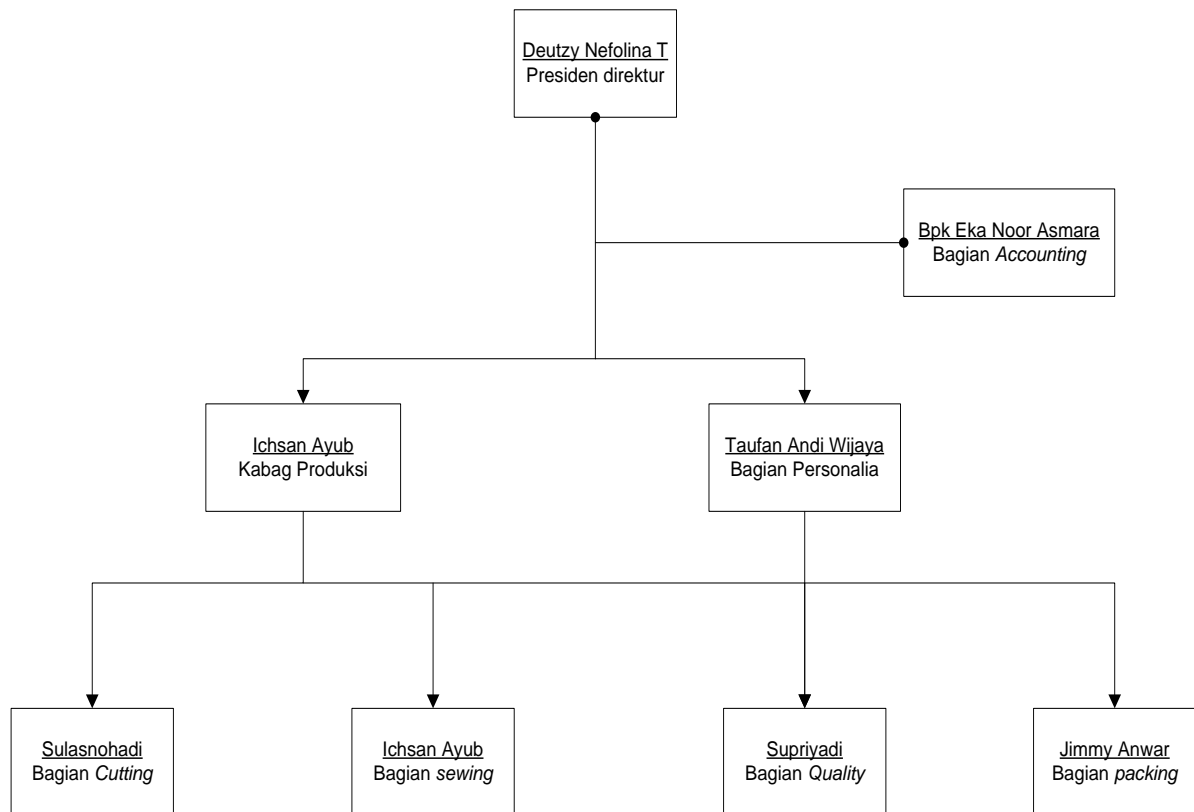 Deutzy Nefolina T
Presiden direktur
Bpk Eka Noor Asmara
Bagian Accounting
Ichsan Ayub
Kabag Produksi
Taufan Andi Wijaya
Bagian Personalia
Sulasnohadi
Bagian Cutting
Ichsan Ayub
Bagian sewing
Supriyadi
Bagian Quality
Jimmy Anwar
Bagian packing